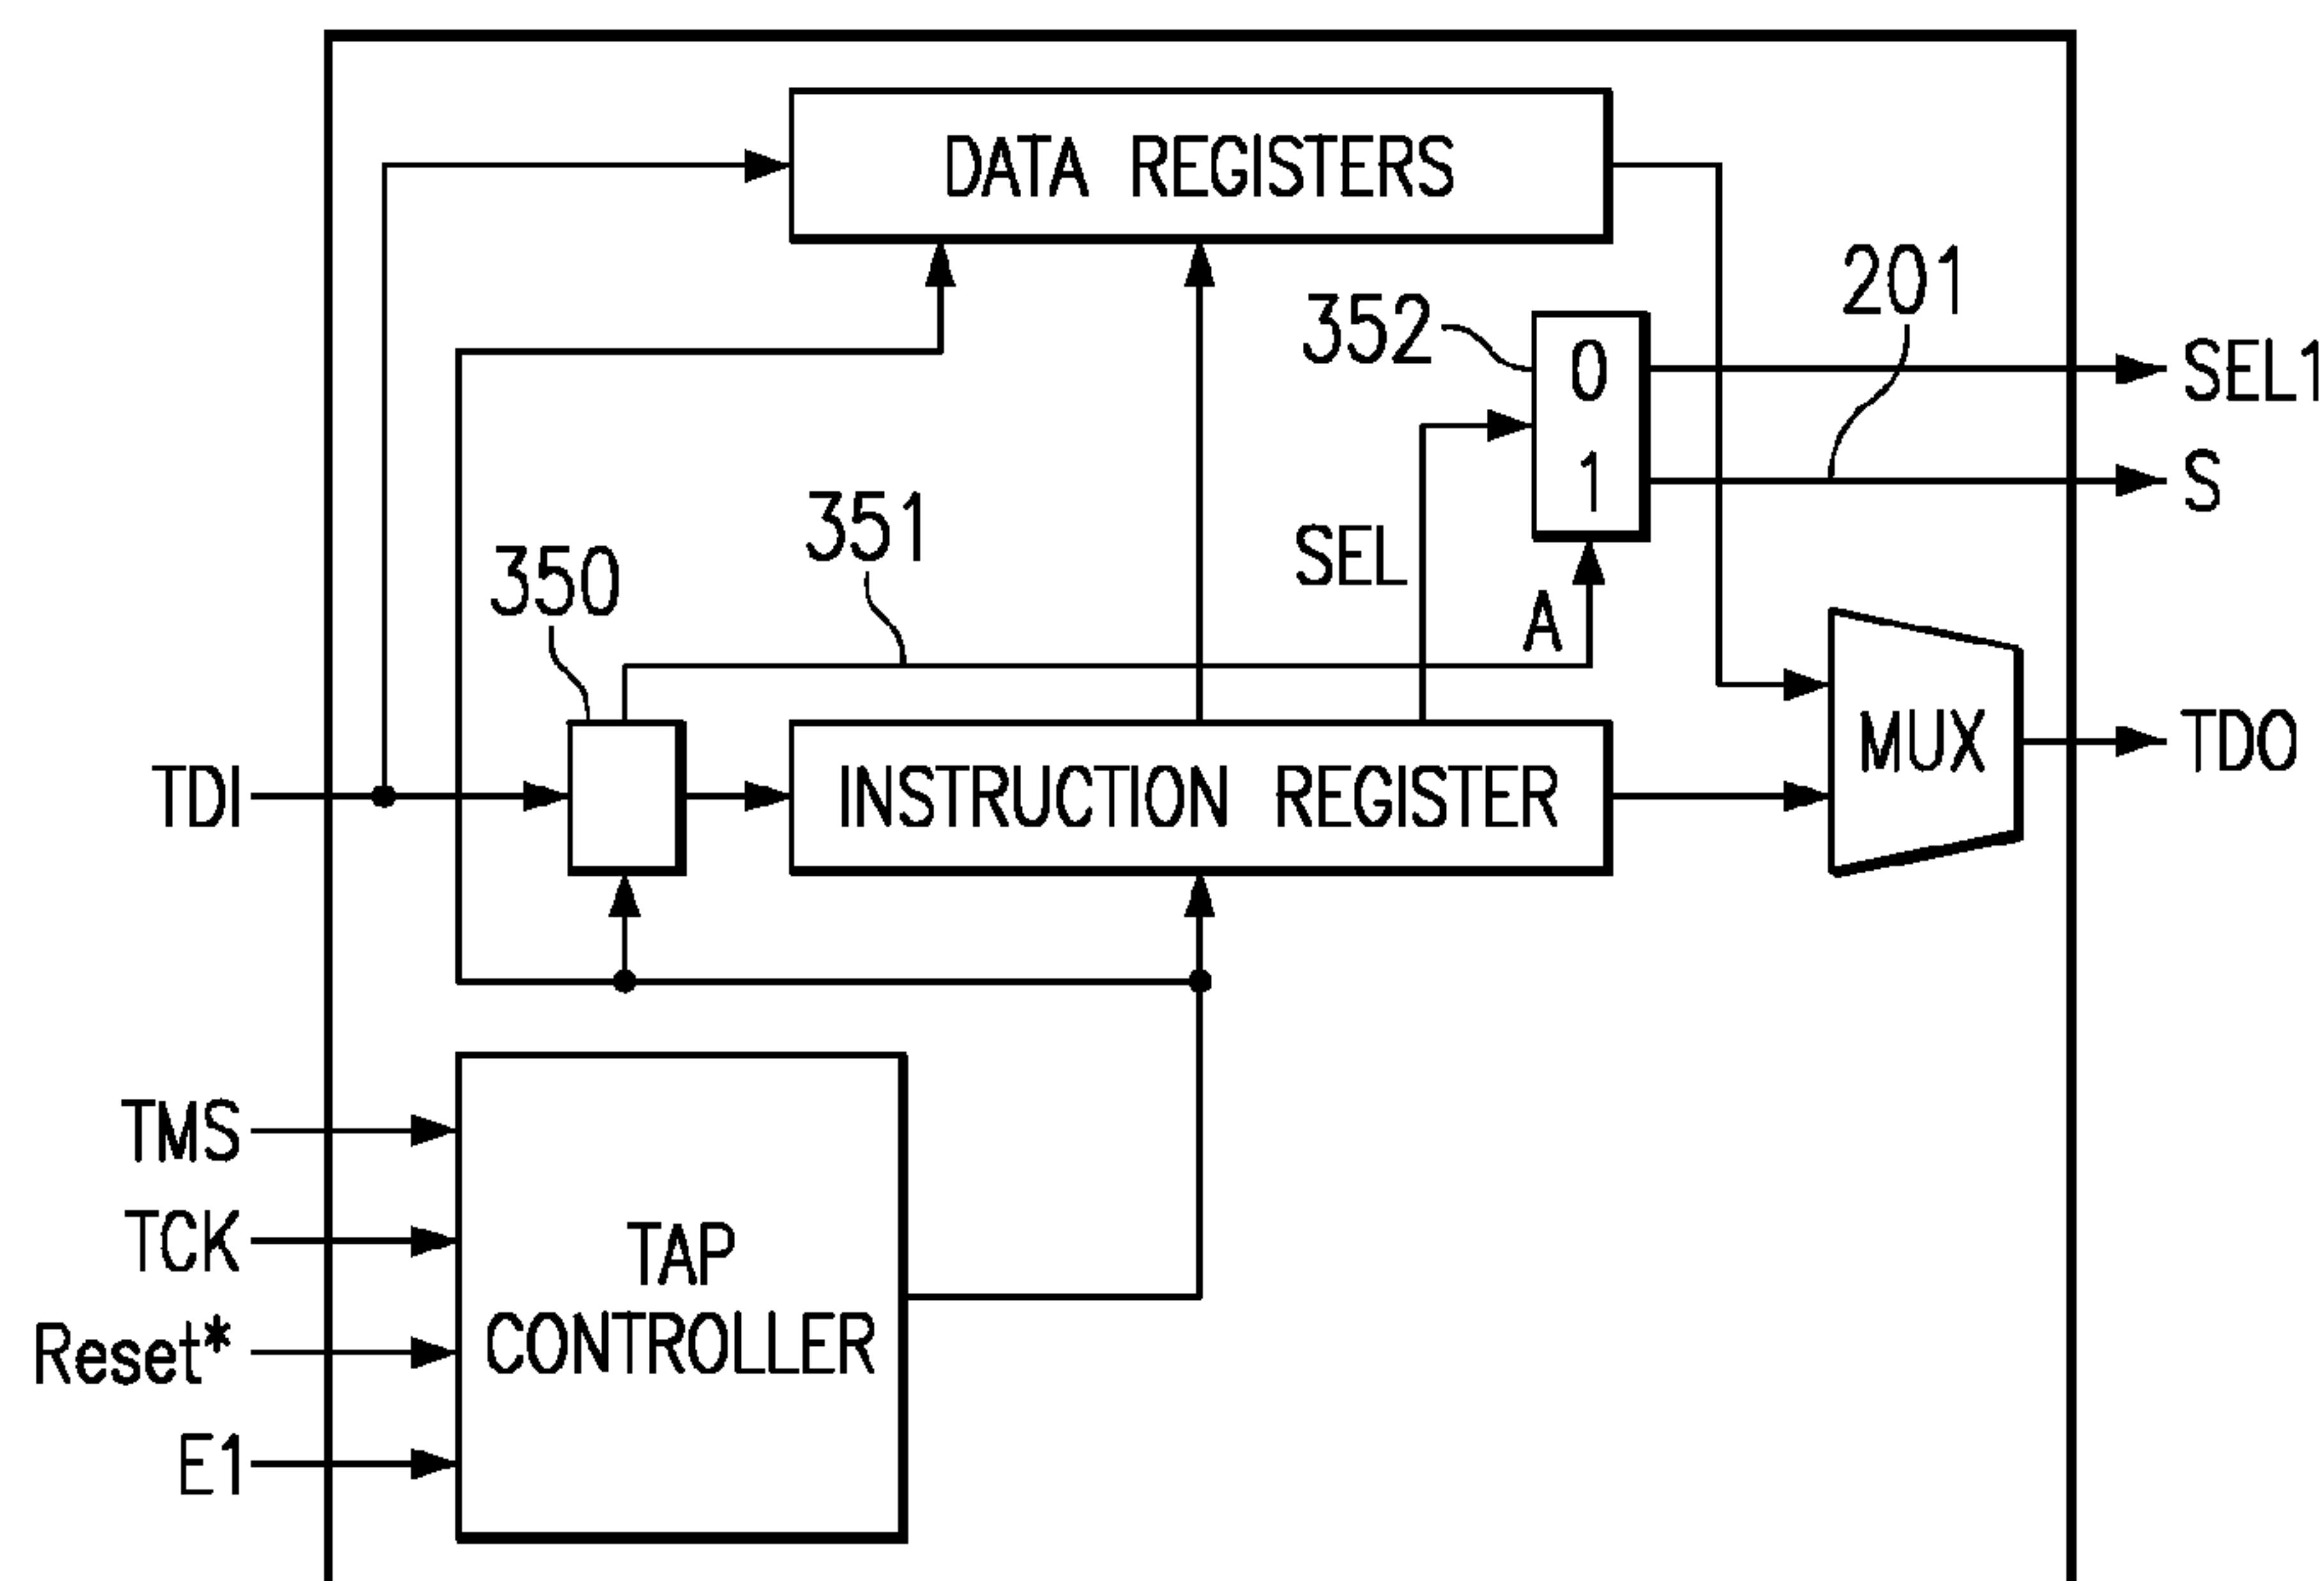 DATA REGISTERS
201
352
0
SEL1
1
S
351
SEL
350
A
MUX
TDO
TDI
INSTRUCTION REGISTER
TMS
TCK
TAP
CONTROLLER
Reset*
E1